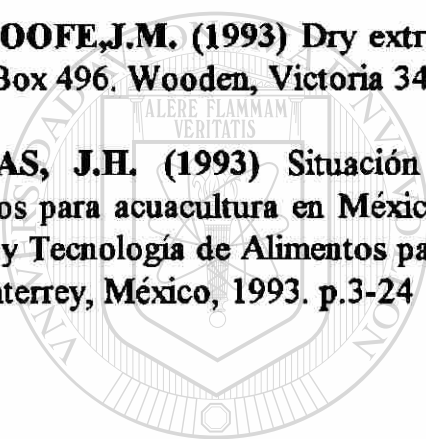 OOFE,J.M. (1993) Dry extr
Box 496. Wooden, Victoria 34
ALERE FLAMMAM
VERITATIS
AS, J.H. (1993) Situación
os para acuacultura en Méxic
y Tecnología de Alimentos pa
nterrey, México, 1993. p.3-24